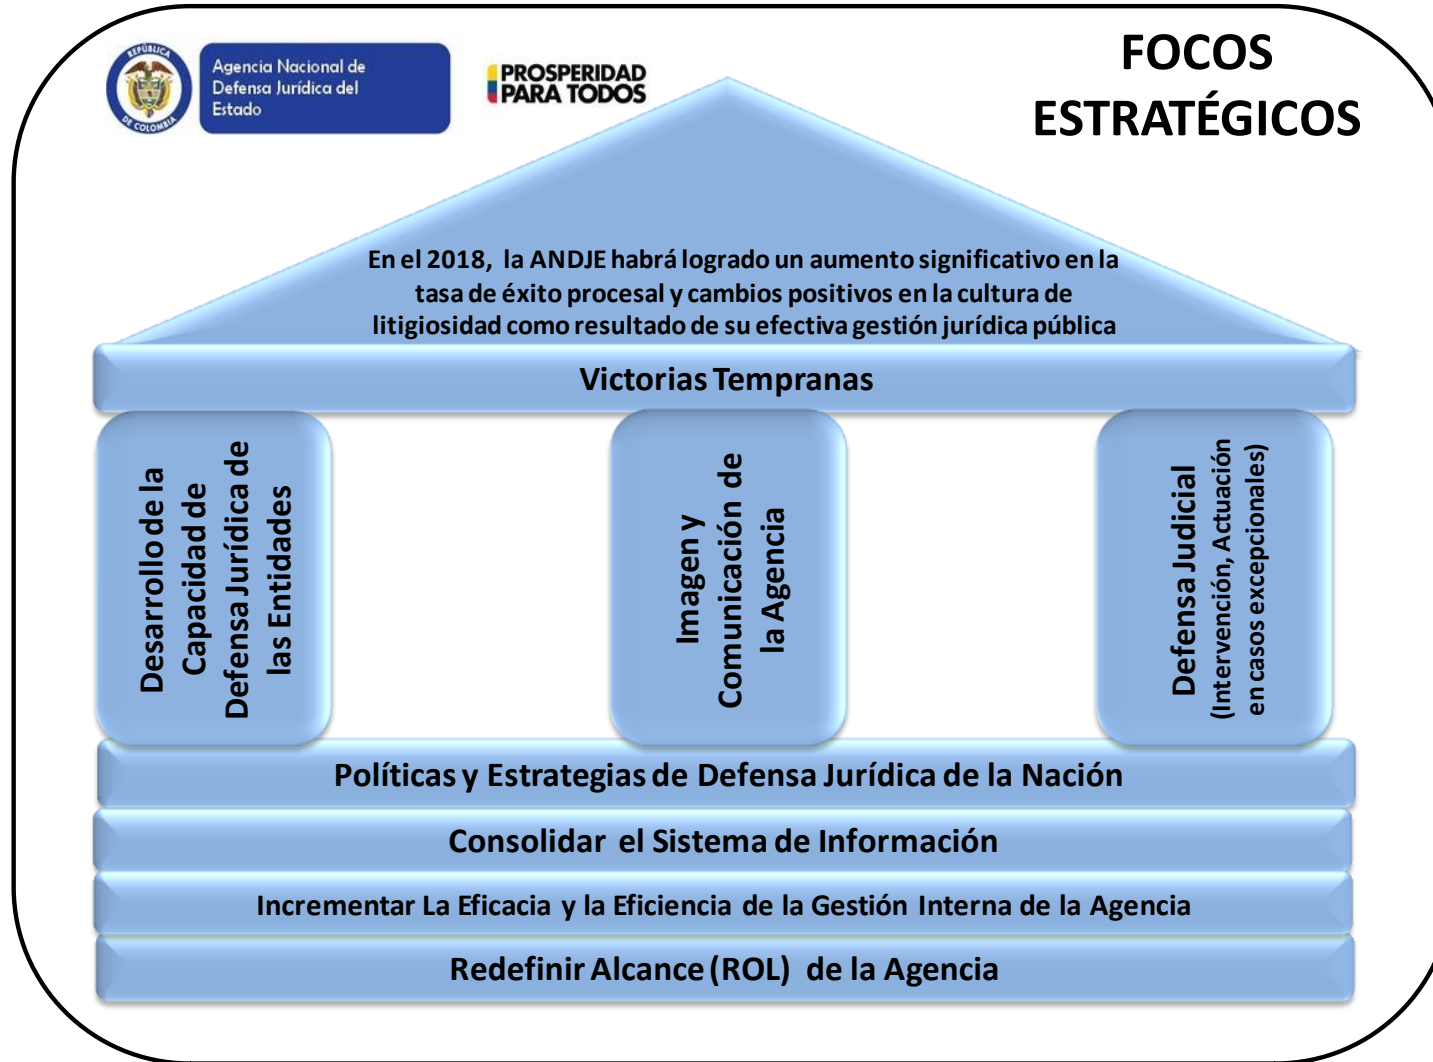 REPÚBLICA
DE COLOMBIA
Agencia Nacional de
Defensa Jurídica del
Estado
PROSPERIDAD
PARA TODOS
FOCOS
ESTRATÉGICOS
En el 2018, la ANDJE habrá logrado un aumento significativo en la
tasa de éxito procesal y cambios positivos en la cultura de
litigiosidad como resultado de su efectiva gestión jurídica pública
Victorias Tempranas
Desarrollo de la
Capacidad de
Defensa Jurídica de
las Entidades
Imagen y
Comunicación de
la Agencia
Defensa Judicial
(Intervención, Actuación
en casos excepcionales)
Políticas y Estrategias de Defensa Jurídica de la Nación
Consolidar el Sistema de Información
Incrementar La Eficacia y la Eficiencia de la Gestión Interna de la Agencia
Redefinir Alcance (ROL) de la Agencia